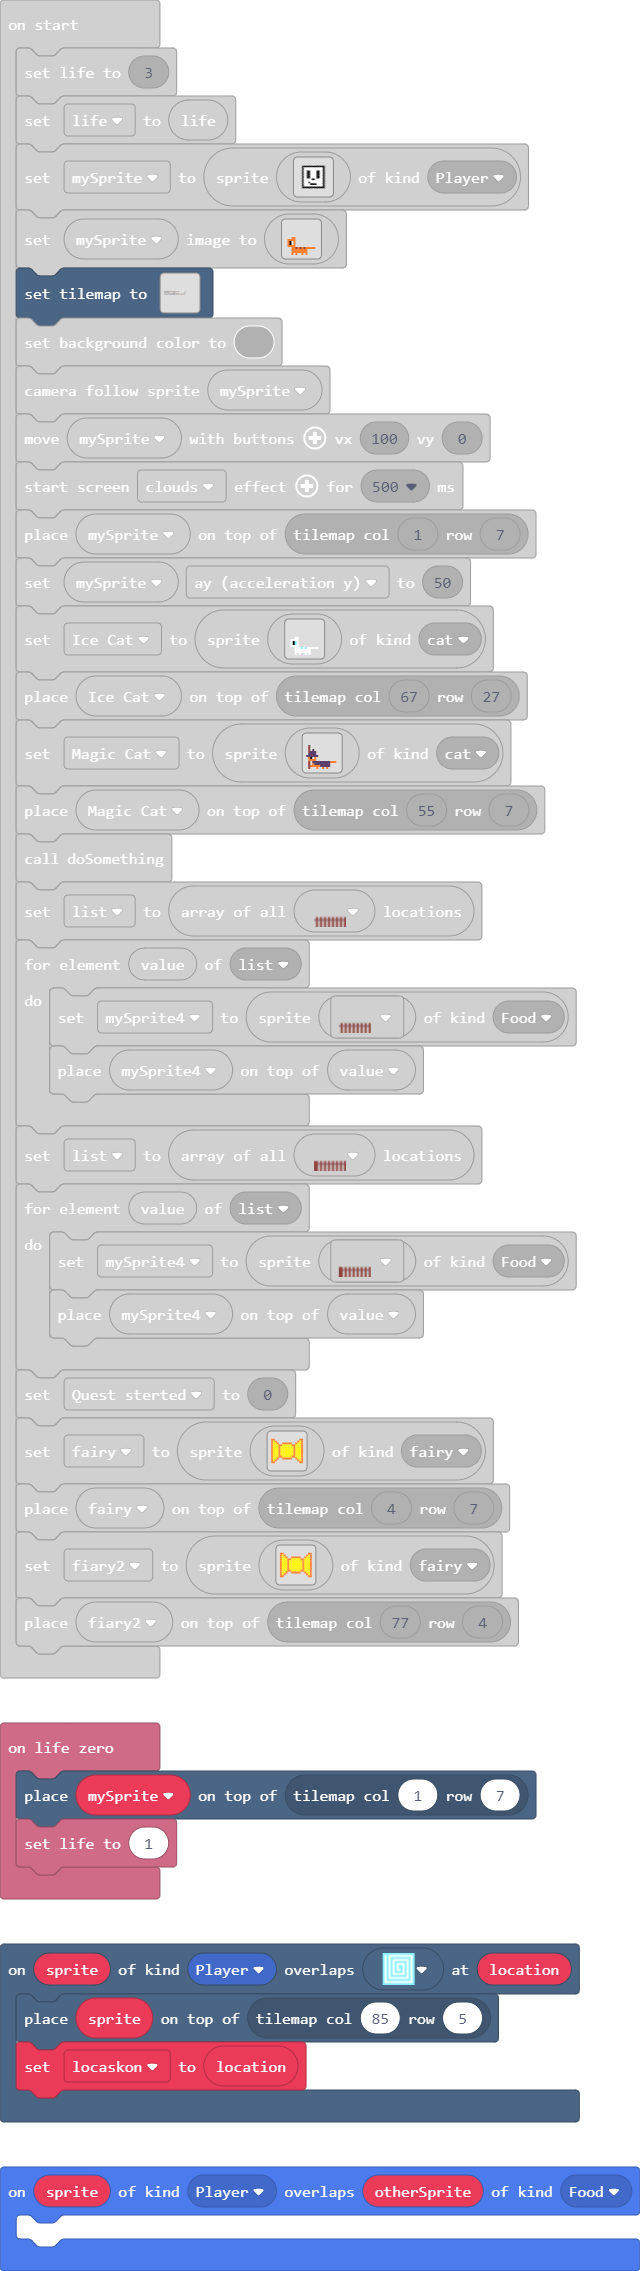 on start
set life to 3
set life to life
set mySprite to sprite of kind Player
set mySprite image to
set tilemap to
set background color to
camera follow sprite mySprite
move mySprite with buttons vx 100 vy 0
start screen clouds effect for 500 ms
place mySprite on top of tilemap col 1 row 7
set mySprite ay (acceleration y) to 50
set Ice Cat to sprite of kind cat
place Ice Cat on top of tilemap col 67 row 27
set Magic Cat to sprite of kind cat
place Magic Cat on top of tilemap col 55 row 7
call doSomething
set list to array of all locations
for element value of list
do
set mySprite4 to sprite of kind Food
place mySprite4 on top of value
set list to array of all locations
for element value of list
do
set mySprite4 to sprite of kind Food
place mySprite4 on top of value
set Quest sterted to 0
set fairy to sprite of kind fairy
place fairy on top of tilemap col 4 row 7
set fiary2 to sprite of kind fairy
place fiary2 on top of tilemap col 77 row 4
on life zero
place mySprite on top of tilemap col 1 row 7
set life to 1
on sprite of kind Player overlaps at location
place sprite on top of tilemap col 85 row 5
set locaskon to location
on sprite of kind Player overlaps otherSprite of kind Food